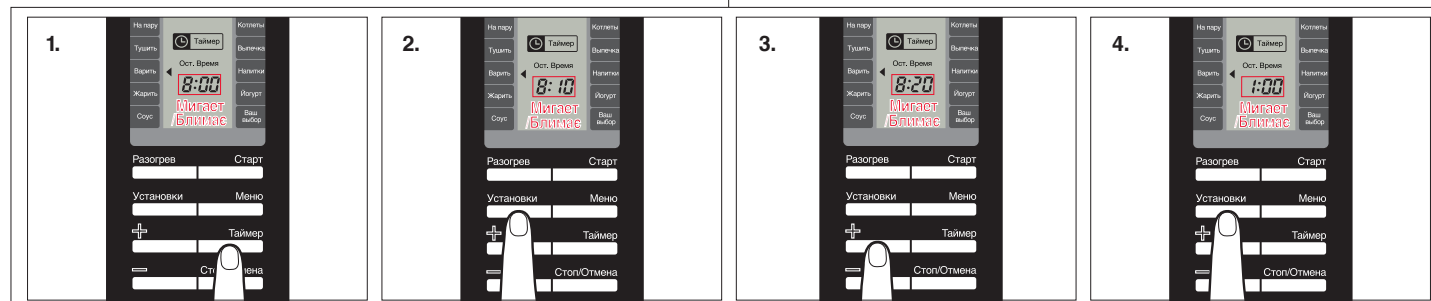 1.
На пару
Котлеты
Таймер
Тушить
Выпечка
Ост. Время
Варить
Напитки
8:00
Жарить
Йогурт
Мигает
Блимає
Соус
Ваш
выбор
Разогрев
Старт
Установки
Меню
+
Таймер
−
2.
На пару
Котлеты
Таймер
Тушить
Выпечка
Ост. Время
Варить
Напитки
8:10
Жарить
Йогурт
Мигает
Блимає
Соус
Ваш
выбор
Разогрев
Старт
Установки
Меню
+
Таймер
−
Стоп/Отмена
3.
На пару
Котлеты
Таймер
Тушить
Выпечка
Ост. Время
Варить
Напитки
8:20
Жарить
Йогурт
Мигает
Блимає
Соус
Ваш
выбор
Разогрев
Старт
Установки
Меню
+
Таймер
−
Стоп/Отмена
4.
На пару
Котлеты
Таймер
Тушить
Выпечка
Ост. Время
Варить
Напитки
1:00
Жарить
Йогурт
Мигает
Блимає
Соус
Ваш
выбор
Разогрев
Старт
Установки
Меню
+
Таймер
−
Стоп/Отмена